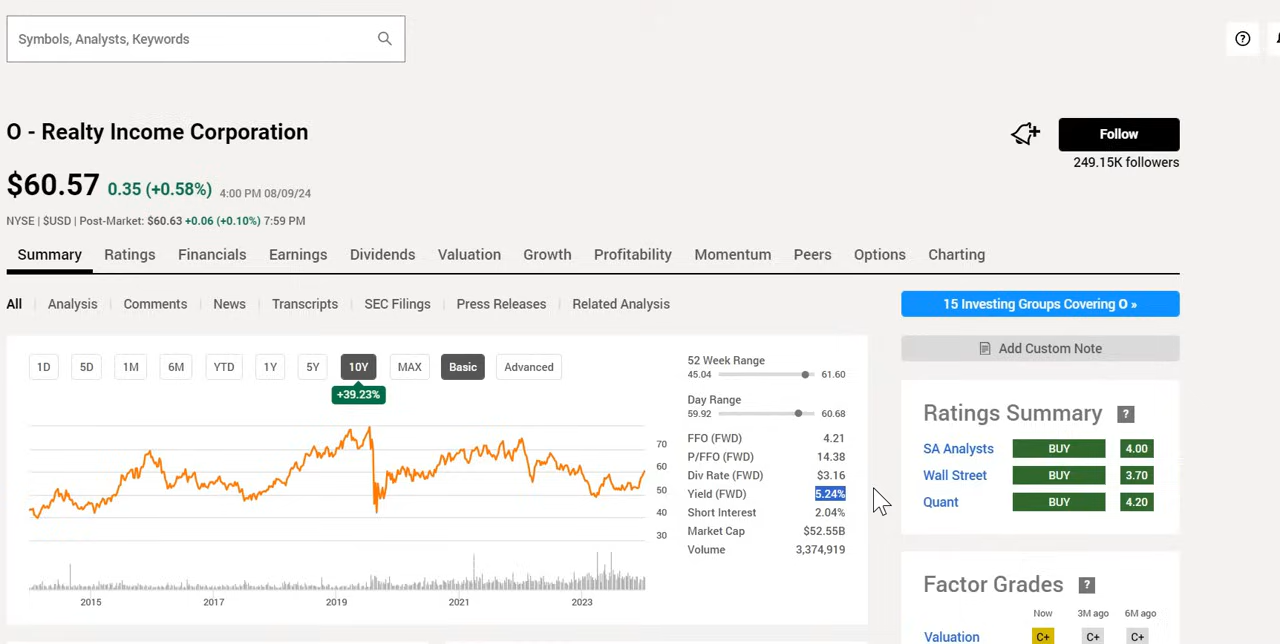 Symbols, Analysts, Keywords
O - Realty Income Corporation
Follow
249.15K followers
$60.57 0.35 (+0.58%) 4:00 PM 08/09/24
NYSE | $USD | Post-Market: $60.63 +0.06 (+0.10%) 7:59 PM
Summary Ratings Financials Earnings Dividends Valuation Growth Profitability Momentum Peers Options Charting
All Analysis Comments News Transcripts SEC Filings Press Releases Related Analysis
15 Investing Groups Covering O »
Add Custom Note
1D 5D 1M 6M YTD 1Y 5Y 10Y MAX Basic Advanced
+39.23%
70
60
50
40
30
2015 2017 2019 2021 2023
52 Week Range
45.04 61.60
Day Range
59.92 60.68
FFO (FWD) 4.21
P/FFO (FWD) 14.38
Div Rate (FWD) $3.16
Yield (FWD) 5.24%
Short Interest 2.04%
Market Cap $52.55B
Volume 3,374,919
Ratings Summary ?
SA Analysts BUY 4.00
Wall Street BUY 3.70
Quant BUY 4.20
Factor Grades ?
Now 3M ago 6M ago
Valuation C+ C+ C+